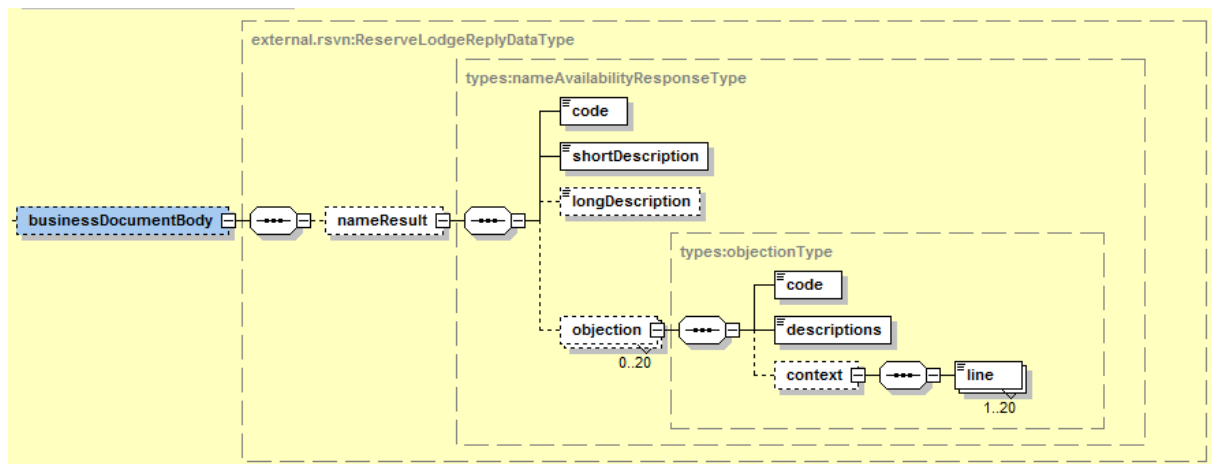 external.rsvn:ReserveLodgeReplyDataType
types:nameAvailabilityResponseType
code
shortDescription
longDescription
businessDocumentBody
nameResult
types:objectionType
code
objection
descriptions
0..20
context
line
1..20